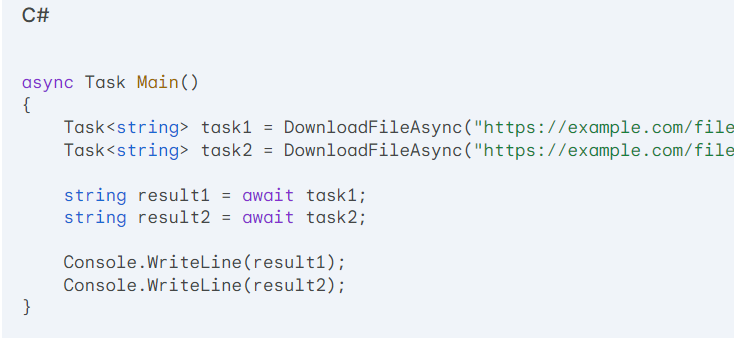 C#
async Task Main()
{
Task<string> task1 = DownloadFileAsync("https://example.com/file
Task<string> task2 = DownloadFileAsync("https://example.com/file
string result1 = await task1;
string result2 = await task2;
Console.WriteLine(result1);
Console.WriteLine(result2);
}